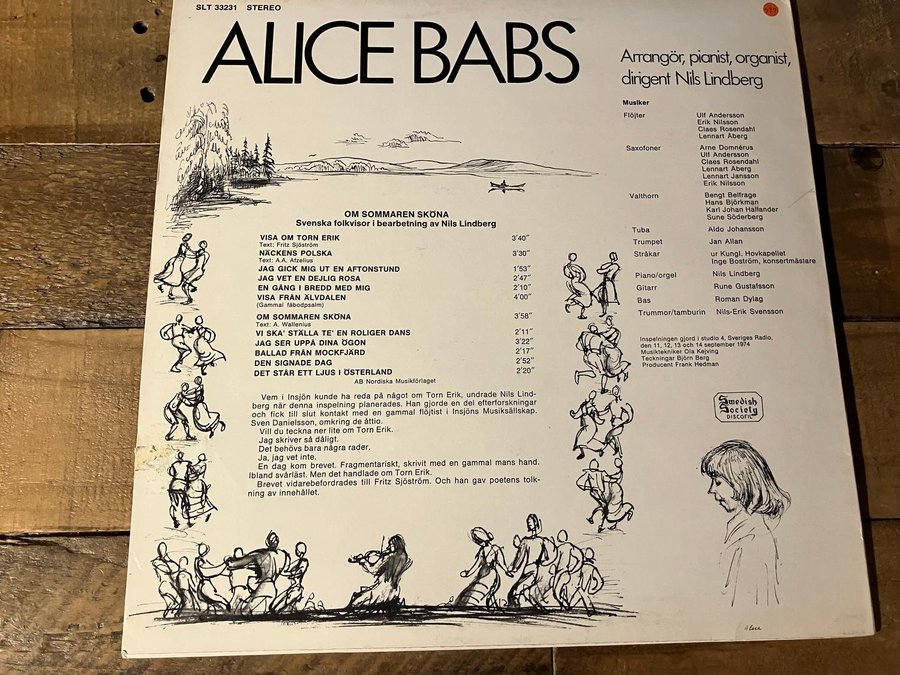 SLT 33231 STEREO
ALICE BABS
Arrangör, pianist, organist,
dirigent Nils Lindberg
Musiker
Flöjter Ulf Andersson
Erik Nilsson
Claes Rosendahl
Lennart Åberg
Saxofoner Arne Domnérus
Ulf Andersson
Claes Rosendahl
Lennart Åberg
Lennart Jansson
Erik Nilsson
Valthorn Bengt Belfrage
Hans Björkman
Karl Johan Hallander
Sune Söderberg
Tuba Aldo Johansson
Trumpet Jan Allan
Stråkar ur Kungl. Hovkapellet
Inge Boström, konsertmästare
Piano/orgel Nils Lindberg
Gitarr Rune Gustafsson
Bas Roman Dylag
Trummor/tamburin Nils-Erik Svensson
Inspelningen gjord i studio 4, Sveriges Radio,
den 11, 12, 13 och 14 september 1974
Musiktekniker Ola Kejving
Teckningar Björn Berg
Producent Frank Hedman
Swedish
Society
DISCOFIL
OM SOMMAREN SKÖNA
Svenska folkvisor i bearbetning av Nils Lindberg
VISA OM TORN ERIK 3'40"
Text: Fritz Sjöström
NÄCKENS POLSKA 3'30"
Text: A.A. Afzelius
JAG GICK MIG UT EN AFTONSTUND 1'53"
JAG VET EN DEJLIG ROSA 2'47"
EN GÅNG I BREDD MED MIG 2'10"
VISA FRÅN ÄLVDALEN 4'00"
(Gammal fäbodpsalm)
OM SOMMAREN SKÖNA 3'58"
Text: A. Wallenius
VI SKA' STÄLLA TE' EN ROLIGER DANS 2'11"
JAG SER UPPÅ DINA ÖGON 3'22"
BALLAD FRÅN MOCKFJÄRD 2'17"
DEN SIGNADE DAG 2'52"
DET STÅR ETT LJUS I ÖSTERLAND 2'20"
AB Nordiska Musikförlaget
Vem i Insjön kunde ha reda på något om Torn Erik, undrade Nils Lind-
berg när denna inspelning planerades. Han gjorde en del efterforskningar
och fick till slut kontakt med en gammal flöjtist i Insjöns Musiksällskap.
Sven Danielsson, omkring de åttio.
Vill du teckna ner lite om Torn Erik.
Jag skriver så dåligt.
Det behövs bara några rader.
Ja, jag vet inte.
En dag kom brevet. Fragmentariskt, skrivit med en gammal mans hand.
Ibland svårläst. Men det handlade om Torn Erik.
Brevet vidarebefordrades till Fritz Sjöström. Och han gav poetens tolk-
ning av innehållet.
Alice